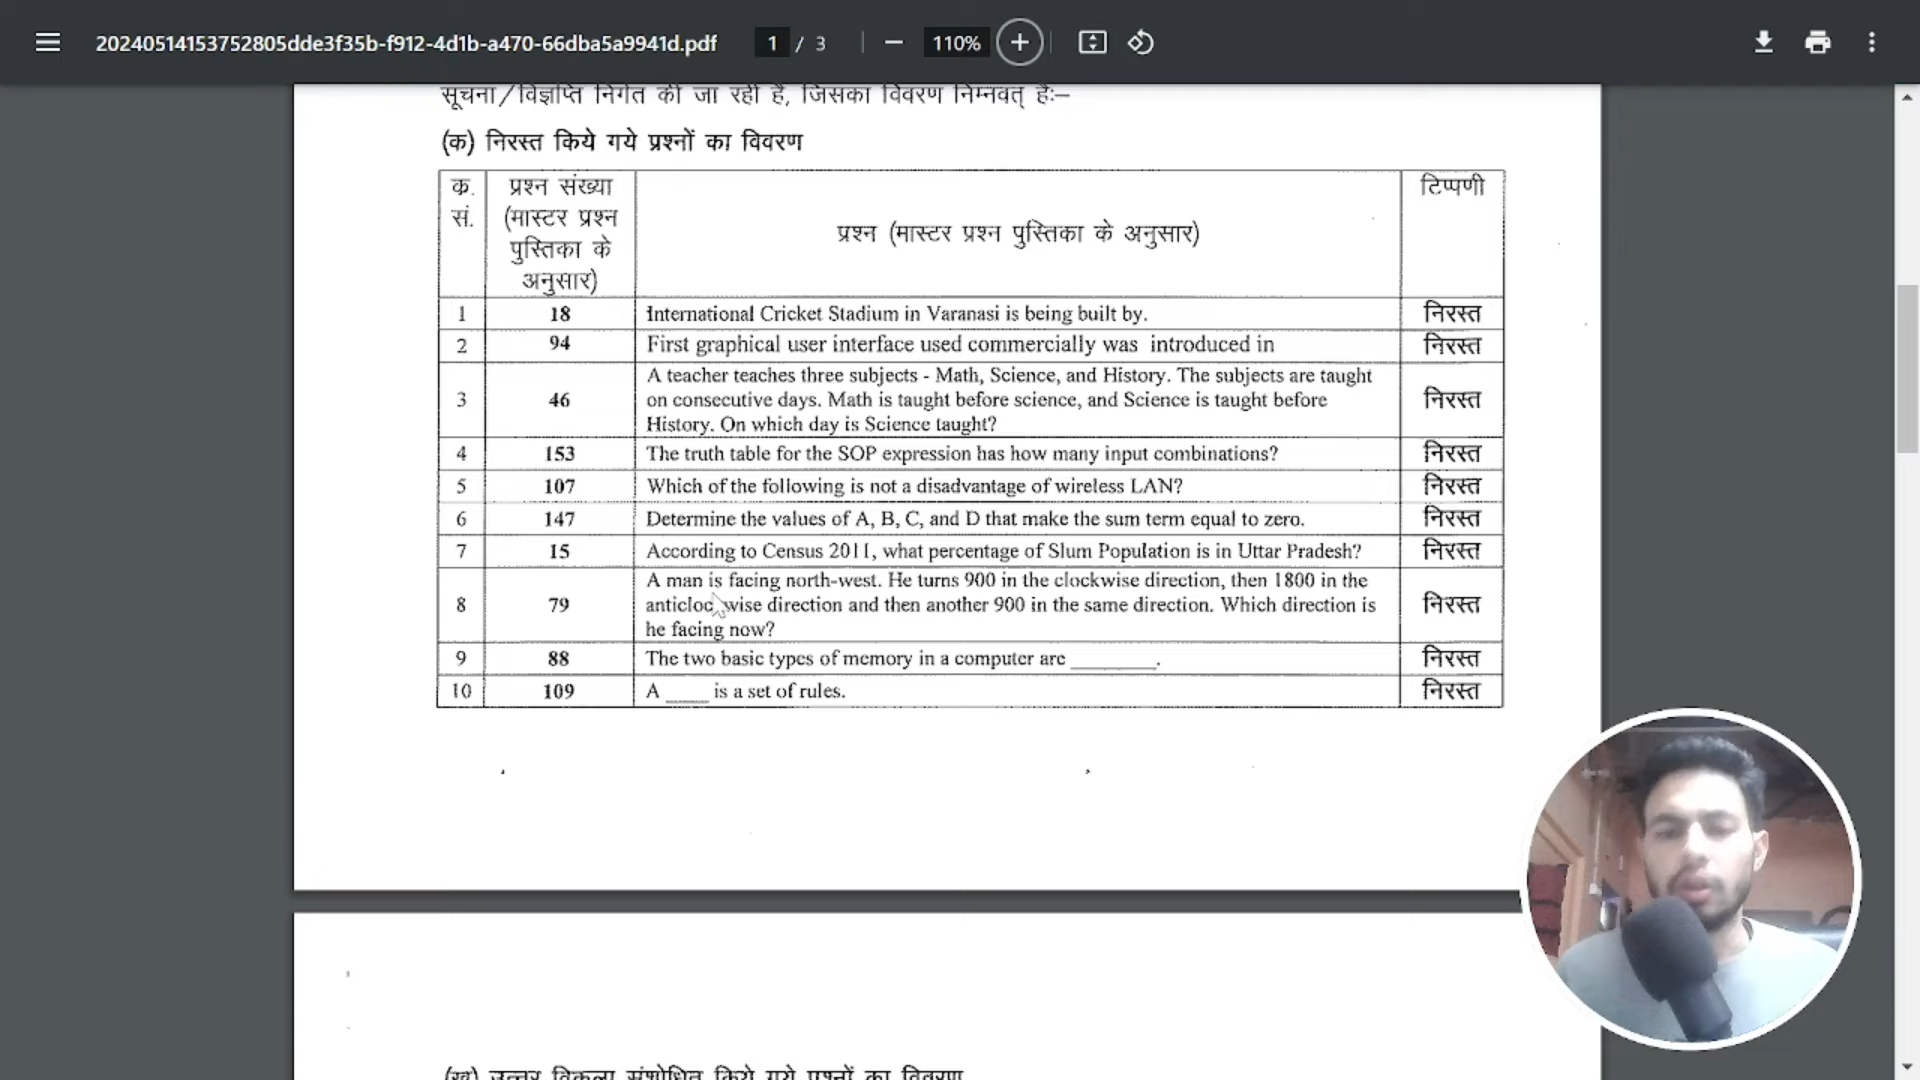 20240514153752805dde3f35b-f912-4d1b-a470-66dba5a9941d.pdf 1 / 3 110%
सूचना/विज्ञप्ति निर्गत की जा रही है, जिसका विवरण निम्नवत् हैः–
(क) निरस्त किये गये प्रश्नों का विवरण
क्र. सं. प्रश्न संख्या (मास्टर प्रश्न पुस्तिका के अनुसार) प्रश्न (मास्टर प्रश्न पुस्तिका के अनुसार) टिप्पणी
1 18 International Cricket Stadium in Varanasi is being built by. निरस्त
2 94 First graphical user interface used commercially was introduced in निरस्त
3 46 A teacher teaches three subjects - Math, Science, and History. The subjects are taught
on consecutive days. Math is taught before science, and Science is taught before
History. On which day is Science taught? निरस्त
4 153 The truth table for the SOP expression has how many input combinations? निरस्त
5 107 Which of the following is not a disadvantage of wireless LAN? निरस्त
6 147 Determine the values of A, B, C, and D that make the sum term equal to zero. निरस्त
7 15 According to Census 2011, what percentage of Slum Population is in Uttar Pradesh? निरस्त
8 79 A man is facing north-west. He turns 900 in the clockwise direction, then 1800 in the
anticlockwise direction and then another 900 in the same direction. Which direction is
he facing now? निरस्त
9 88 The two basic types of memory in a computer are ________. निरस्त
10 109 A ____ is a set of rules. निरस्त
(ख) उत्तर विकल्प संशोधित किये गये प्रश्नों का विवरण